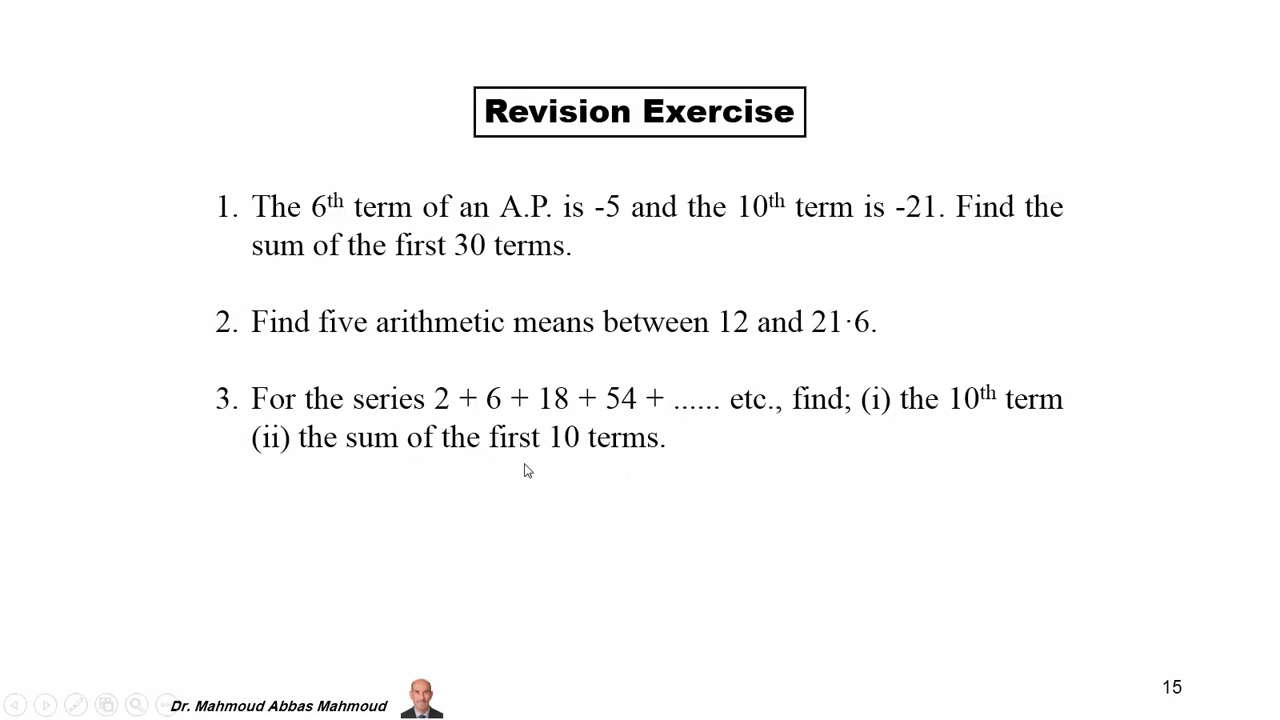 Revision Exercise
1. The 6th term of an A.P. is -5 and the 10th term is -21. Find the
sum of the first 30 terms.
2. Find five arithmetic means between 12 and 21·6.
3. For the series 2 + 6 + 18 + 54 + ...... etc., find; (i) the 10th term
(ii) the sum of the first 10 terms.
15
Dr. Mahmoud Abbas Mahmoud